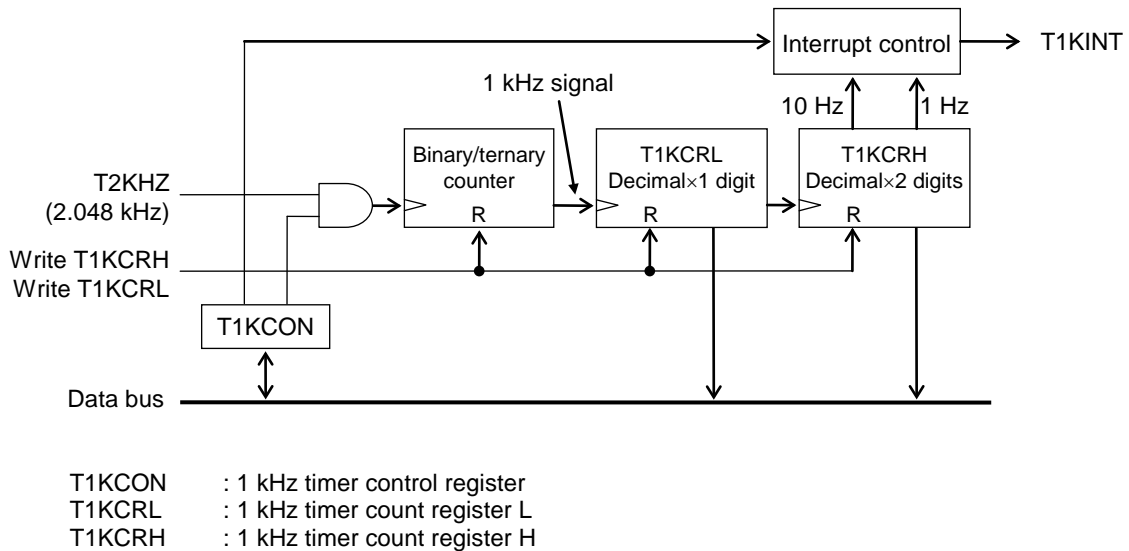 Interrupt control
T1KINT
1 kHz signal
10 Hz
1 Hz
Binary/ternary
counter
R
T1KCRL
Decimal×1 digit
R
T1KCRH
Decimal×2 digits
R
T2KHZ
(2.048 kHz)
Write T1KCRH
Write T1KCRL
T1KCON
Data bus
T1KCON : 1 kHz timer control register
T1KCRL : 1 kHz timer count register L
T1KCRH : 1 kHz timer count register H